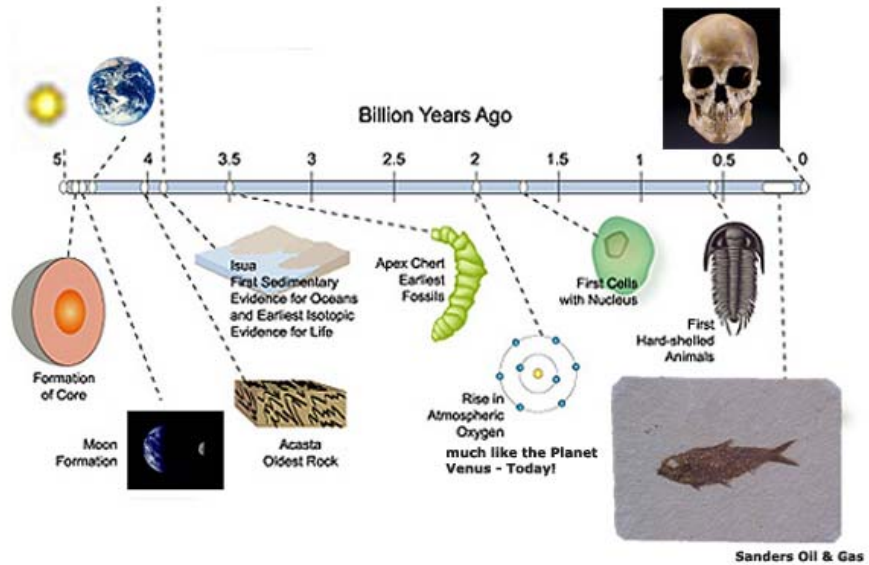 Billion Years Ago
5
4
3.5
3
2.5
2
1.5
1
0.5
0
Isua
First Sedimentary
Evidence for Oceans
and Earliest Isotopic
Evidence for Life
Apex Chert
Earliest
Fossils
First Cells
with Nucleus
First
Hard-shelled
Animals
Formation
of Core
Moon
Formation
Acasta
Oldest Rock
Rise in
Atmospheric
Oxygen
much like the Planet
Venus - Today!
Sanders Oil & Gas